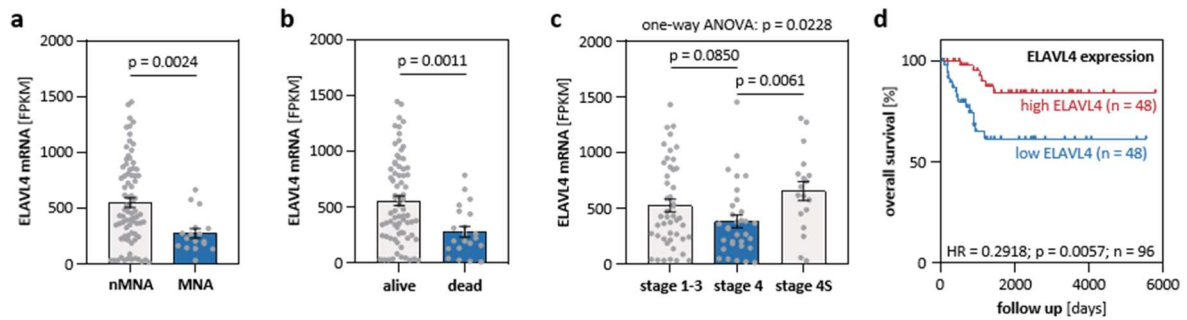 a
ELAVL4 mRNA [FPKM]
2000
1500
1000
500
0
p = 0.0024
nMNA
MNA
b
ELAVL4 mRNA [FPKM]
2000
1500
1000
500
0
p = 0.0011
alive
dead
c
one-way ANOVA: p = 0.0228
ELAVL4 mRNA [FPKM]
2000
1500
1000
500
0
p = 0.0850
p = 0.0061
stage 1-3
stage 4
stage 4S
d
overall survival [%]
100
50
0
ELAVL4 expression
high ELAVL4 (n = 48)
low ELAVL4 (n = 48)
HR = 0.2918; p = 0.0057; n = 96
0
2000
4000
6000
follow up [days]